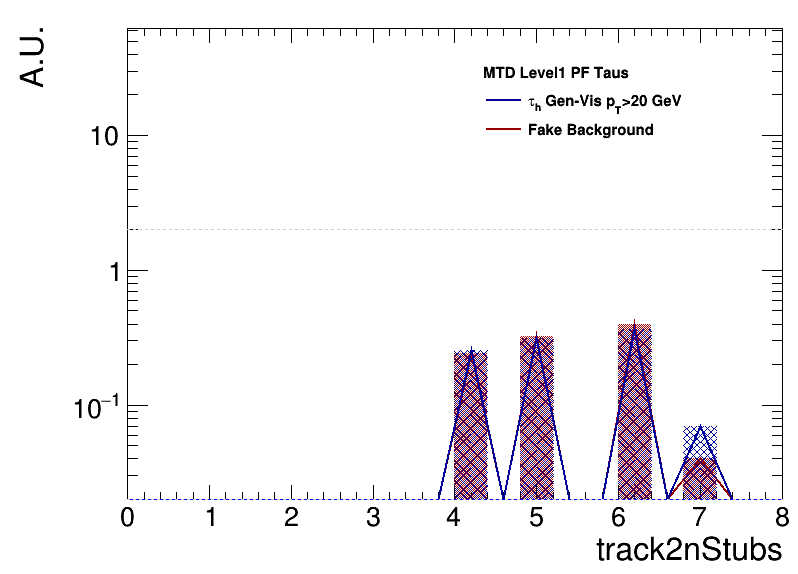 A.U.
MTD Level1 PF Taus
τh Gen-Vis pT>20 GeV
Fake Background
10
1
10−1
0 1 2 3 4 5 6 7 8
track2nStubs